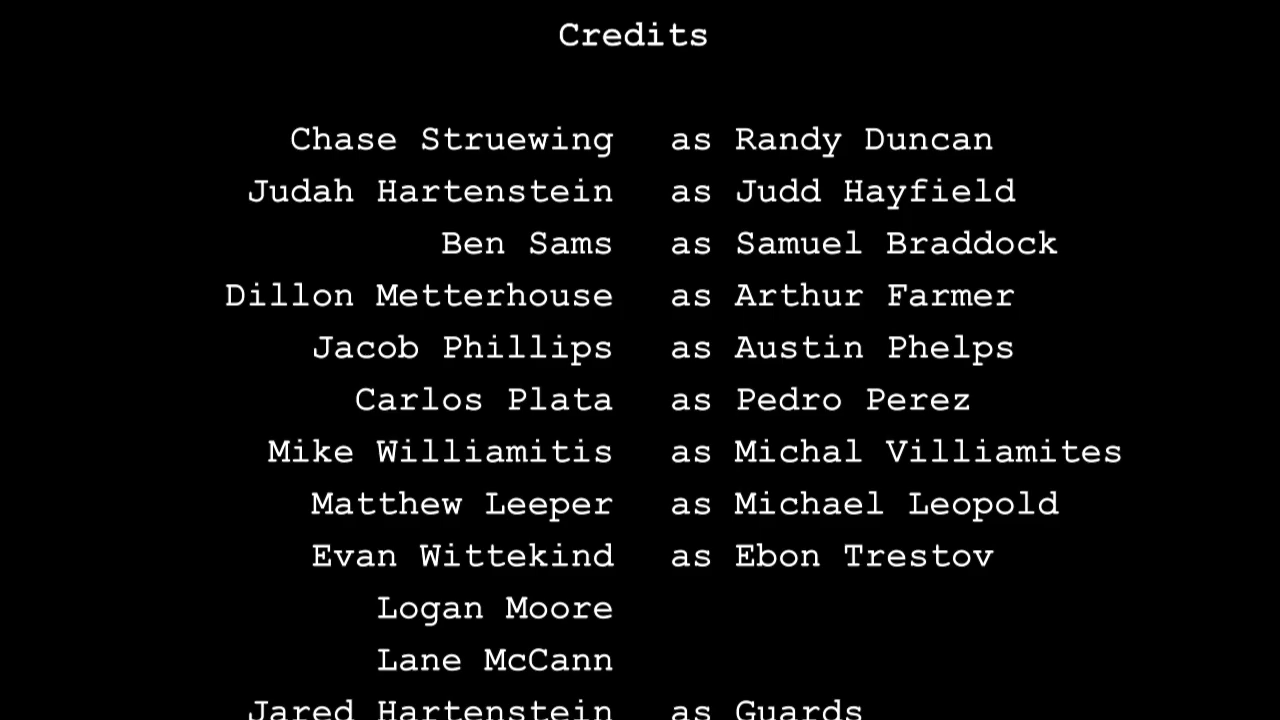 Credits
Chase Struewing as Randy Duncan
Judah Hartenstein as Judd Hayfield
Ben Sams as Samuel Braddock
Dillon Metterhouse as Arthur Farmer
Jacob Phillips as Austin Phelps
Carlos Plata as Pedro Perez
Mike Williamitis as Michal Villiamites
Matthew Leeper as Michael Leopold
Evan Wittekind as Ebon Trestov
Logan Moore
Lane McCann
Jared Hartenstein as Guards